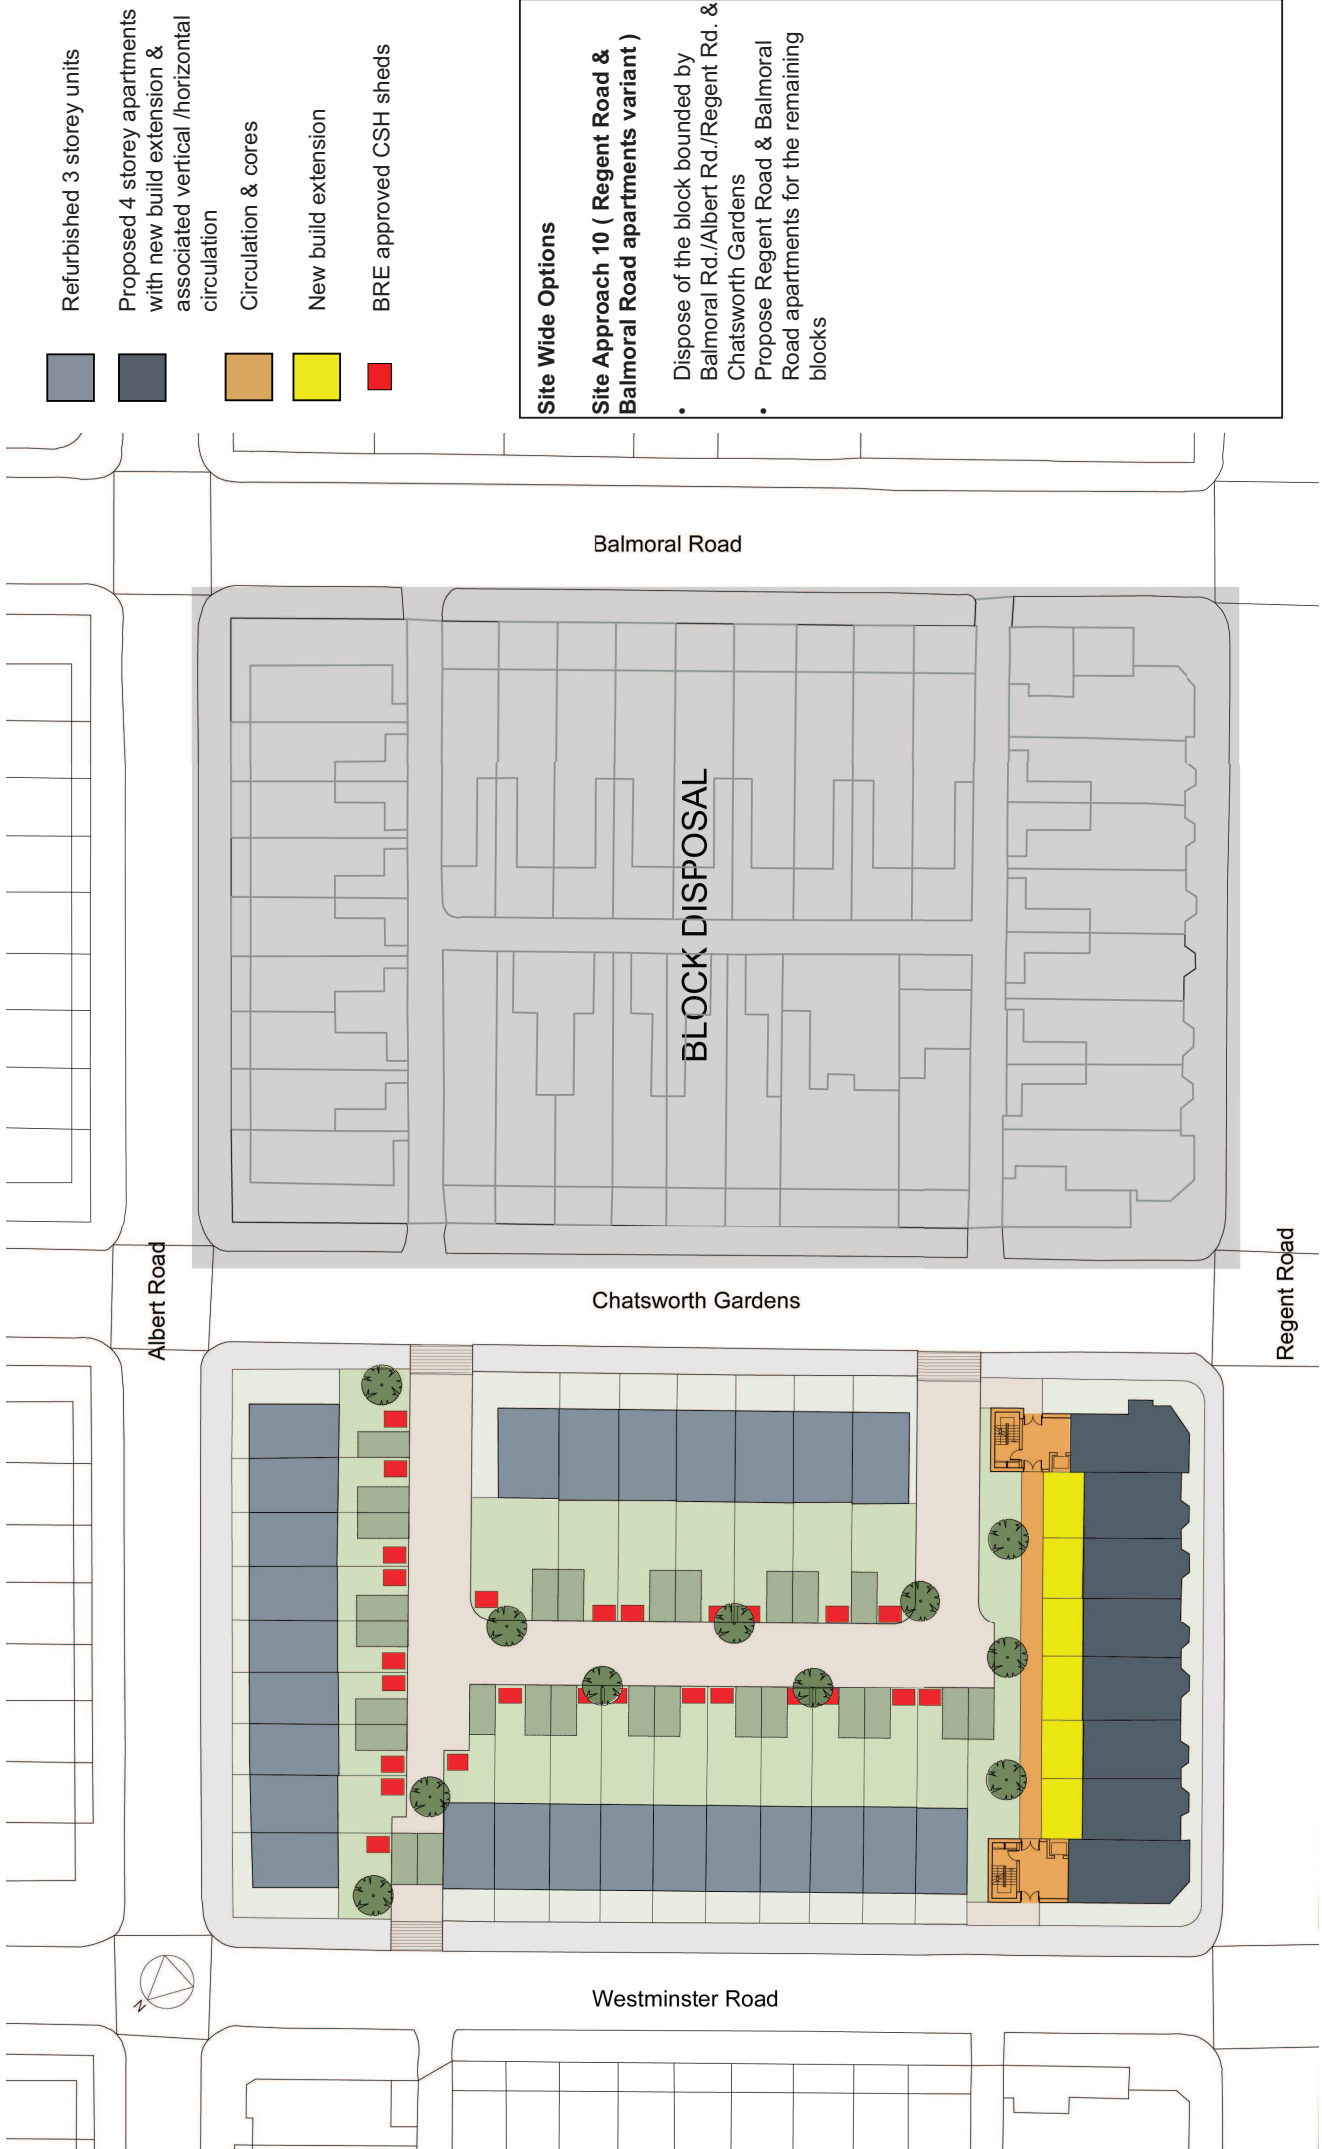 Refurbished 3 storey units
Proposed 4 storey apartments
with new build extension &
associated vertical /horizontal
circulation
Circulation & cores
New build extension
BRE approved CSH sheds
Site Wide Options
Site Approach 10 ( Regent Road &
Balmoral Road apartments variant )
• Dispose of the block bounded by
Balmoral Rd./Albert Rd./Regent Rd. &
Chatsworth Gardens
• Propose Regent Road & Balmoral
Road apartments for the remaining
blocks
Balmoral Road
BLOCK DISPOSAL
Albert Road
Chatsworth Gardens
Regent Road
N
Westminster Road